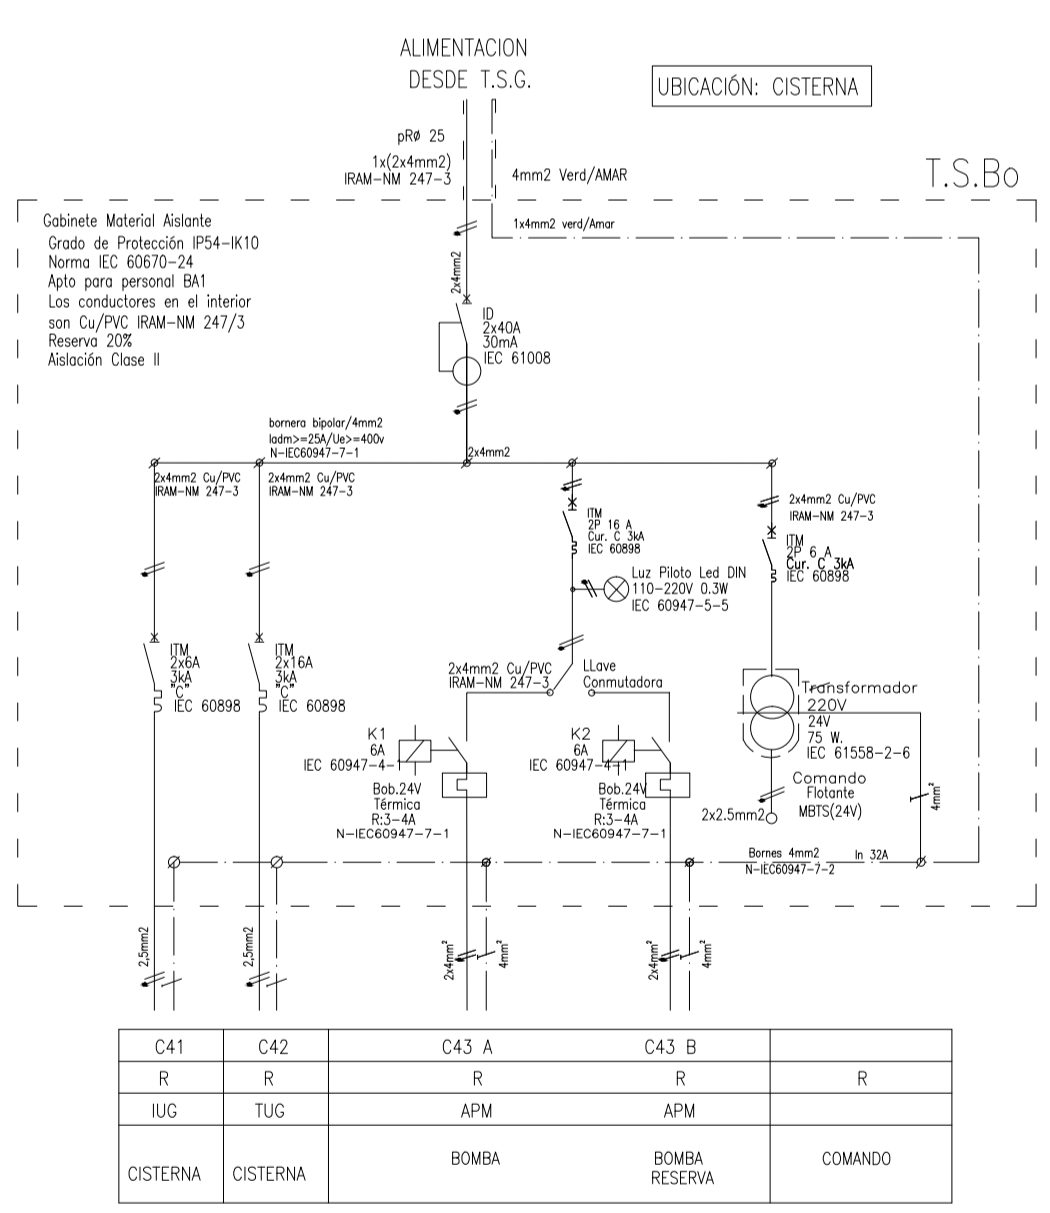 ALIMENTACION
DESDE T.S.G.
UBICACIÓN: CISTERNA
pRø 25
1x(2x4mm2)
IRAM-NM 247-3
4mm2 Verd/AMAR
T.S.Bo
1x4mm2 verd/Amar
Gabinete Material Aislante
Grado de Protección IP54-IK10
Norma IEC 60670-24
Apto para personal BA1
Los conductores en el interior
son Cu/PVC IRAM-NM 247/3
Reserva 20%
Aislación Clase II
2x4mm2
ID
2x40A
30mA
IEC 61008
bornera bipolar/4mm2
Iadm>=25A/Ue>=400v
N-IEC60947-7-1
2x4mm2
2x4mm2 Cu/PVC
IRAM-NM 247-3
2x4mm2 Cu/PVC
IRAM-NM 247-3
2x4mm2 Cu/PVC
IRAM-NM 247-3
ITM
2P 16 A
Cur. C 3kA
IEC 60898
ITM
2P 6 A
Cur. C 3kA
IEC 60898
Luz Piloto Led DIN
110-220V 0.3W
IEC 60947-5-5
ITM
2x6A
3kA
"C"
IEC 60898
ITM
2x16A
3kA
"C"
IEC 60898
2x4mm2 Cu/PVC
IRAM-NM 247-3
LLave
Conmutadora
Transformador
220V
24V
75 W.
IEC 61558-2-6
K1
6A
IEC 60947-4-1
Bob.24V
Térmica
R:3-4A
N-IEC60947-7-1
K2
6A
IEC 60947-4-1
Bob.24V
Térmica
R:3-4A
N-IEC60947-7-1
Comando
Flotante
MBTS(24V)
2x2.5mm2
4mm²
Bornes 4mm2 In 32A
N-IEC60947-7-2
2,5mm2
2,5mm2
2x4mm²
4mm²
2x4mm²
4mm²
C41 C42 C43 A C43 B
R R R R R
IUG TUG APM APM
CISTERNA CISTERNA BOMBA BOMBA RESERVA COMANDO